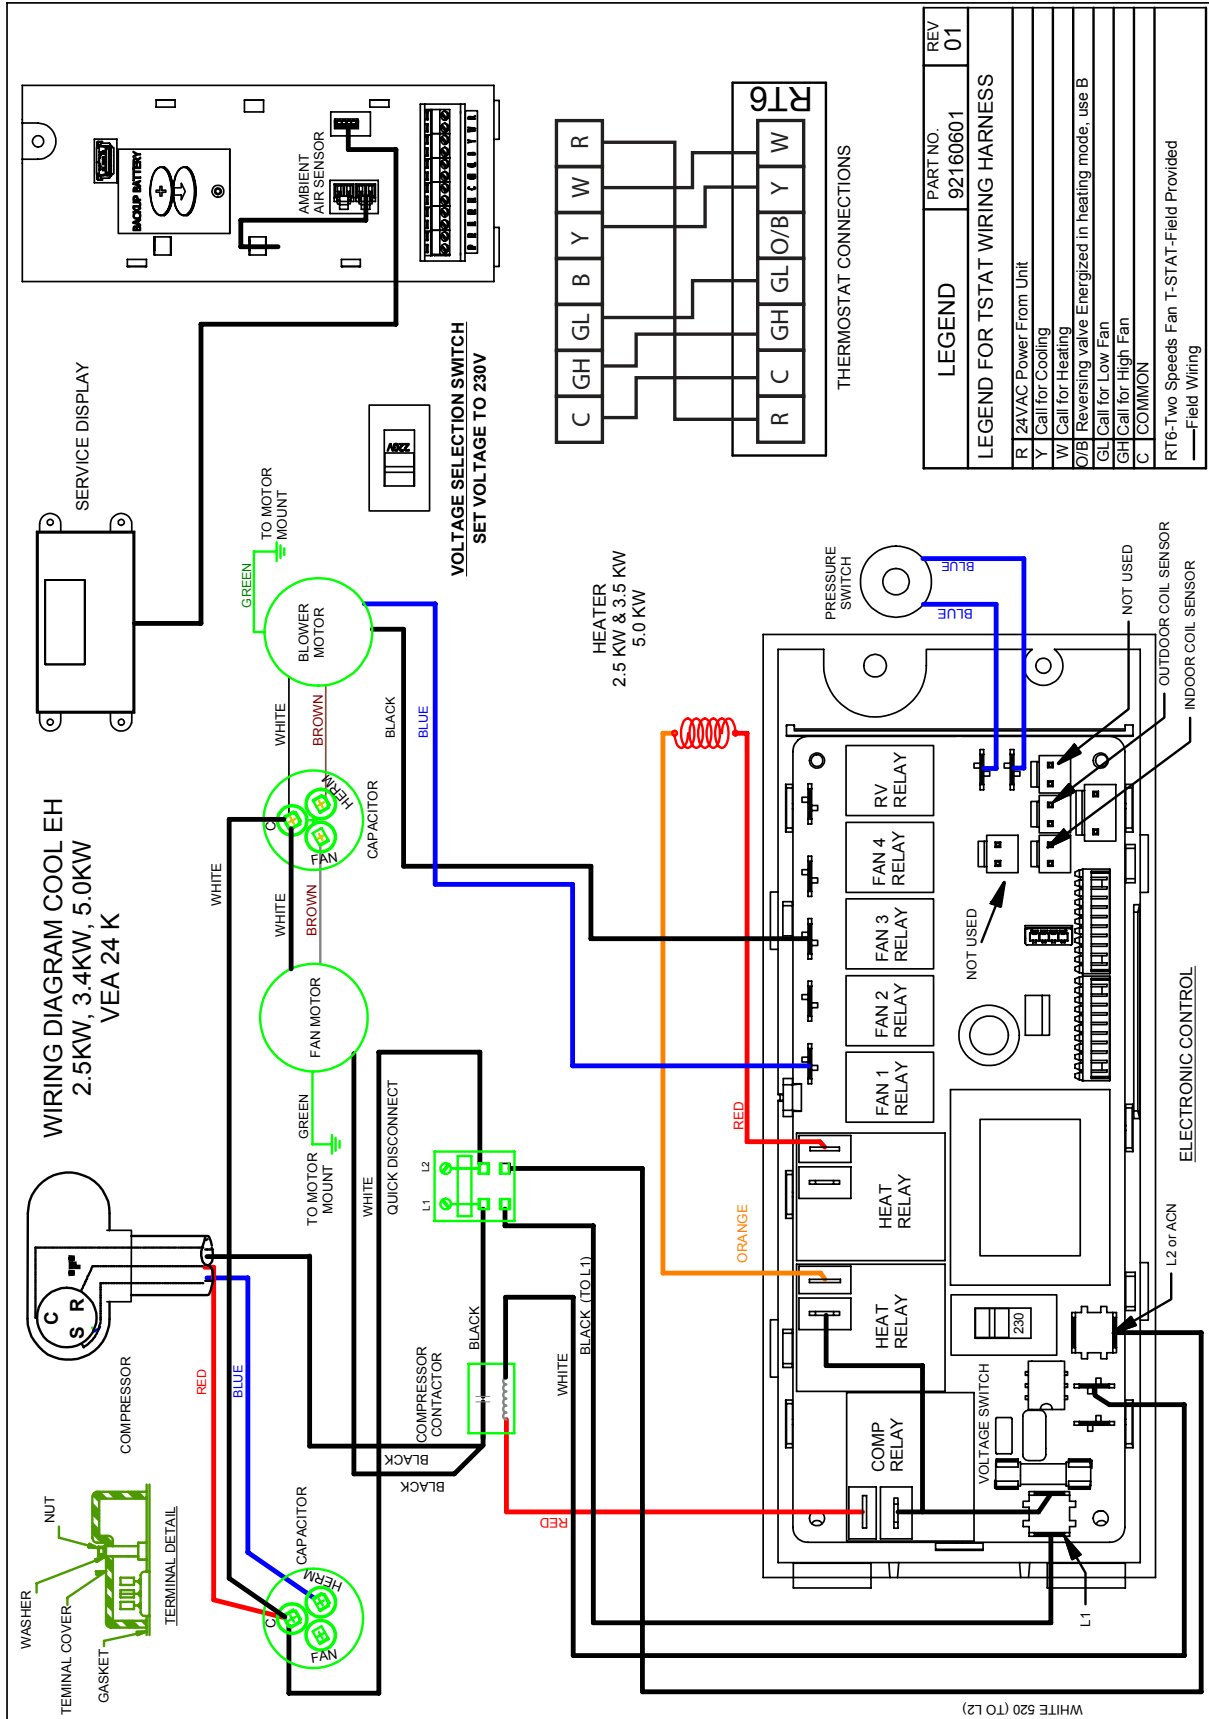 WIRING DIAGRAM COOL EH
2.5KW, 3.4KW, 5.0KW
VEA 24 K
SERVICE DISPLAY
BACKUP BATTERY
AMBIENT
AIR SENSOR
VOLTAGE SELECTION SWITCH
SET VOLTAGE TO 230V
220V
C
S R
COMPRESSOR
NUT
WASHER
TEMINAL COVER
GASKET
TERMINAL DETAIL
RED
BLUE
CAPACITOR
C
HERM
FAN
TO MOTOR
MOUNT
GREEN
FAN MOTOR
WHITE
WHITE
BROWN
C
HERM
FAN
CAPACITOR
WHITE
BROWN
BLOWER
MOTOR
GREEN
TO MOTOR
MOUNT
BLACK
BLUE
WHITE
QUICK DISCONNECT
L1
L2
BLACK
BLACK
COMPRESSOR
CONTACTOR
BLACK
WHITE
BLACK (TO L1)
RED
HEATER
2.5 KW & 3.5 KW
5.0 KW
ORANGE
RED
PRESSURE
SWITCH
BLUE
BLUE
COMP
RELAY
HEAT
RELAY
HEAT
RELAY
FAN 1
RELAY
FAN 2
RELAY
FAN 3
RELAY
FAN 4
RELAY
RV
RELAY
VOLTAGE SWITCH
230
NOT USED
NOT USED
OUTDOOR COIL SENSOR
INDOOR COIL SENSOR
L1
L2 or ACN
ELECTRONIC CONTROL
WHITE 520 (TO L2)
C GH GL B Y W R
RT6
R C GH GL O/B Y W
THERMOSTAT CONNECTIONS
LEGEND
PART NO.
92160601
REV
01
LEGEND FOR TSTAT WIRING HARNESS
R 24VAC Power From Unit
Y Call for Cooling
W Call for Heating
O/B Reversing valve Energized in heating mode, use B
GL Call for Low Fan
GH Call for High Fan
C COMMON
RT6-Two Speeds Fan T-STAT-Field Provided
Field Wiring